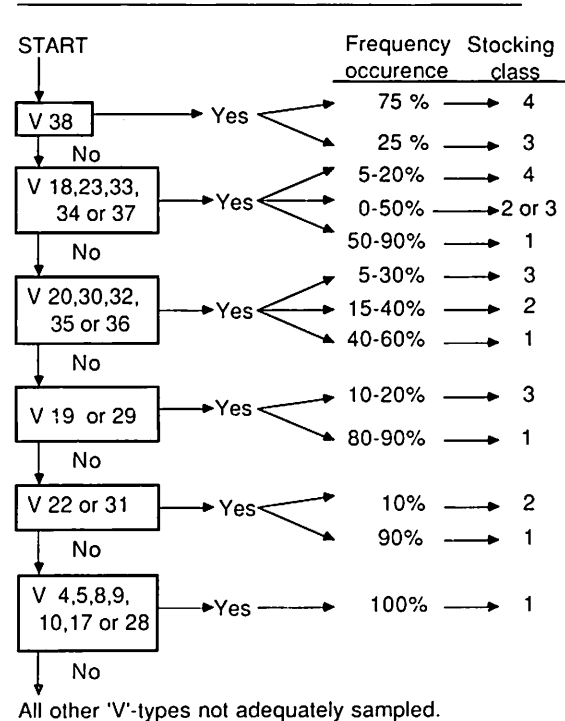 START
Frequency Stocking
occurence class
V 38 Yes 75 % 4
25 % 3
No
V 18,23,33,
34 or 37 Yes 5-20% 4
0-50% 2 or 3
50-90% 1
No
V 20,30,32,
35 or 36 Yes 5-30% 3
15-40% 2
40-60% 1
No
V 19 or 29 Yes 10-20% 3
80-90% 1
No
V 22 or 31 Yes 10% 2
90% 1
No
V 4,5,8,9,
10,17 or 28 Yes 100% 1
No
All other 'V'-types not adequately sampled.